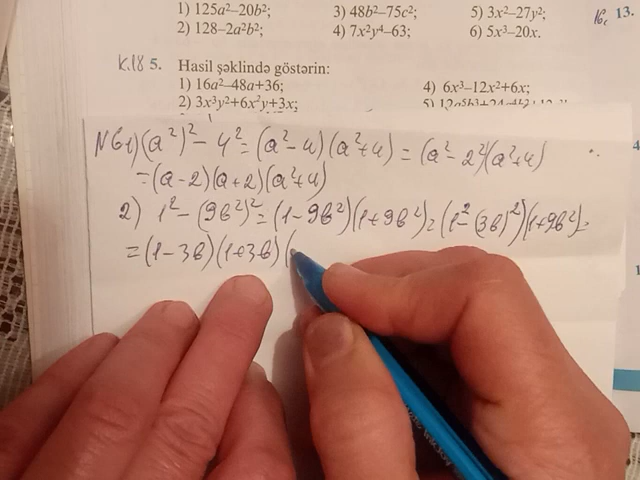 1) 125a²–20b²; 3) 48b²–75c²; 5) 3x²–27y²;
2) 128–2a²b²; 4) 7x²y⁴–63; 6) 5x³–20x.
13.
K.18 5. Hasil şəklində göstərin:
1) 16a²–48a+36; 4) 6x³–12x²+6x;
2) 3x³y²+6x²y+3x; 5)
N6 1) (a²)² - 4² = (a² - 4) (a² + 4) = (a² - 2²)(a² + 4)
= (a - 2)(a + 2)(a² + 4)
2) 1² - (9b²)² = (1 - 9b²)(1 + 9b²) = (1² - (3b)²)(1 + 9b²) =
= (1 - 3b)(1 + 3b)(